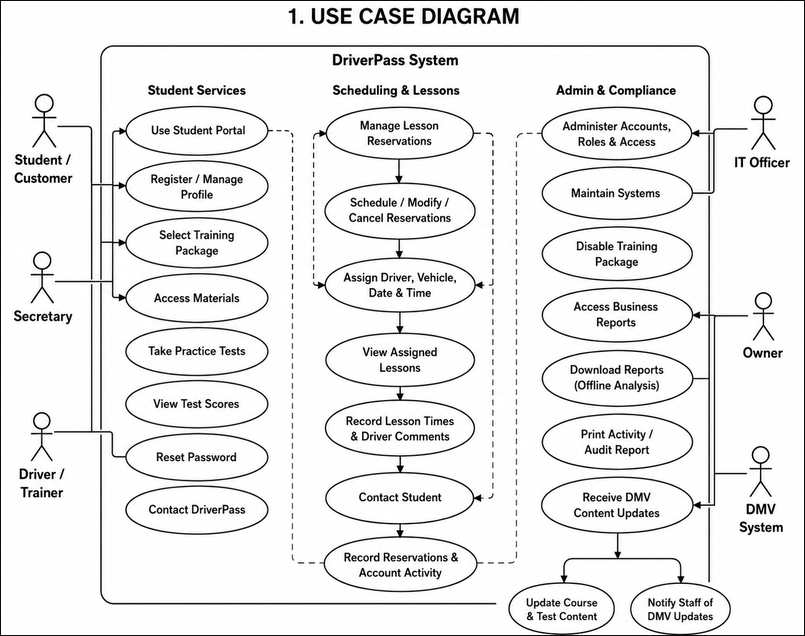 1. USE CASE DIAGRAM
DriverPass System
Student Services
Use Student Portal
Register / Manage
Profile
Select Training
Package
Access Materials
Take Practice Tests
View Test Scores
Reset Password
Contact DriverPass
Scheduling & Lessons
Manage Lesson
Reservations
Schedule / Modify /
Cancel Reservations
Assign Driver, Vehicle,
Date & Time
View Assigned
Lessons
Record Lesson Times
& Driver Comments
Contact Student
Record Reservations &
Account Activity
Admin & Compliance
Administer Accounts,
Roles & Access
Maintain Systems
Disable Training
Package
Access Business
Reports
Download Reports
(Offline Analysis)
Print Activity /
Audit Report
Receive DMV
Content Updates
Update Course
& Test Content
Notify Staff of
DMV Updates
Student /
Customer
Secretary
Driver /
Trainer
IT Officer
Owner
DMV
System